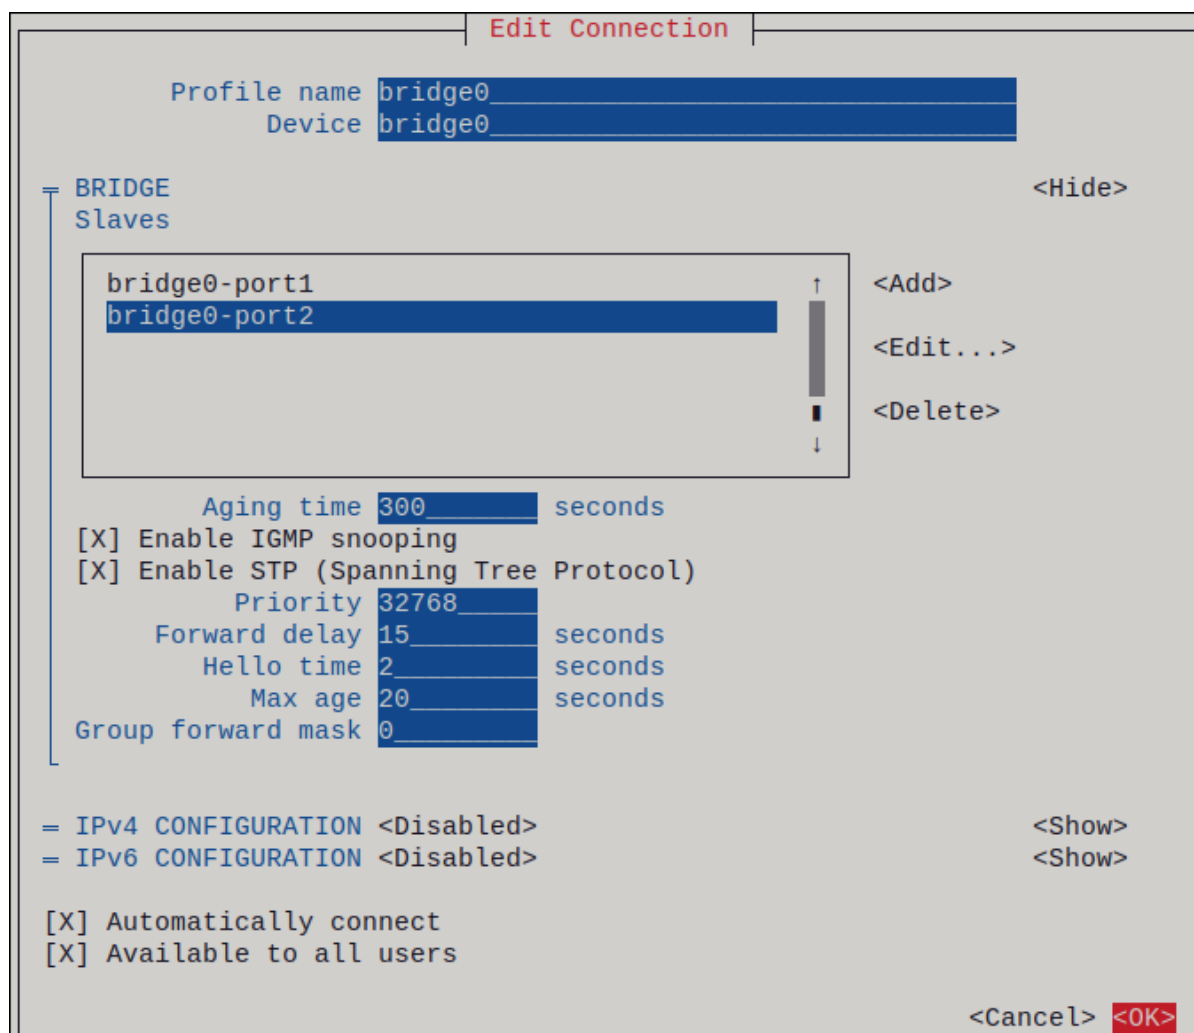 Edit Connection
Profile name bridge0
Device bridge0
BRIDGE <Hide>
Slaves
bridge0-port1 ↑ <Add>
bridge0-port2
<Edit...>
<Delete>
↓
Aging time 300 seconds
[X] Enable IGMP snooping
[X] Enable STP (Spanning Tree Protocol)
Priority 32768
Forward delay 15 seconds
Hello time 2 seconds
Max age 20 seconds
Group forward mask 0
= IPv4 CONFIGURATION <Disabled> <Show>
= IPv6 CONFIGURATION <Disabled> <Show>
[X] Automatically connect
[X] Available to all users
<Cancel> <OK>